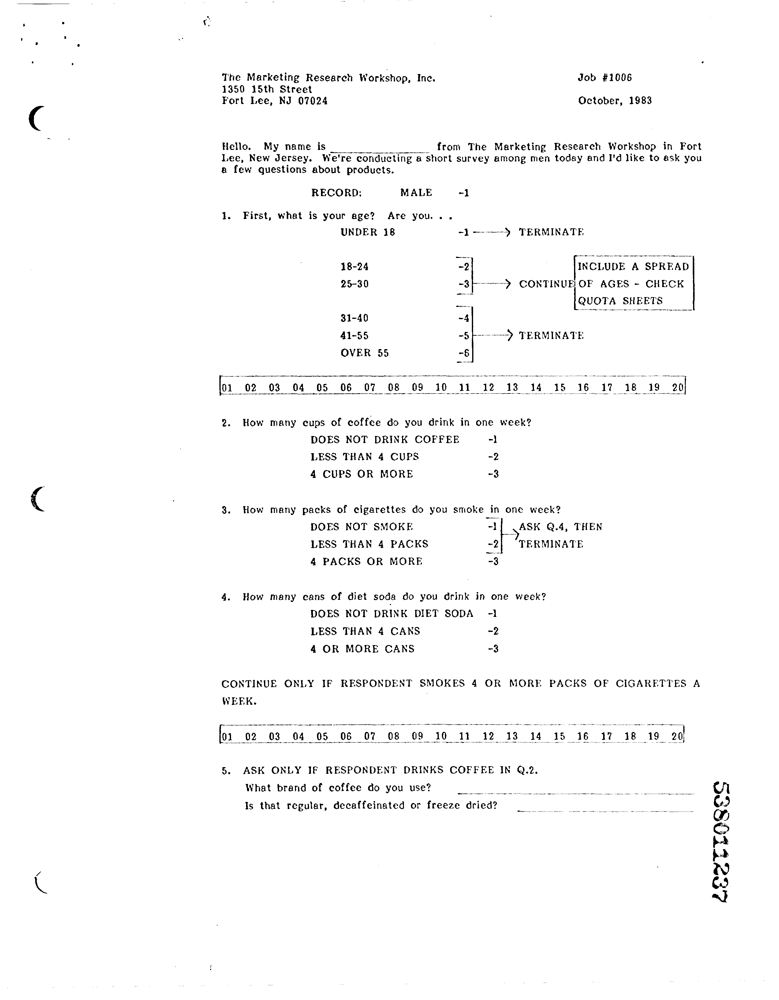 The Marketing Research Workshop, Inc. Job #1006
1350 15th Street
Fort Lee, NJ 07024 October, 1983
Hello. My name is ______________ from The Marketing Research Workshop in Fort
Lee, New Jersey. We're conducting a short survey among men today and I'd like to ask you
a few questions about products.
RECORD: MALE -1
1. First, what is your age? Are you. . .
UNDER 18 -1 TERMINATE
18-24 -2 INCLUDE A SPREAD
25-30 -3 CONTINUE OF AGES - CHECK
QUOTA SHEETS
31-40 -4
41-55 -5 TERMINATE
OVER 55 -6
01 02 03 04 05 06 07 08 09 10 11 12 13 14 15 16 17 18 19 20
2. How many cups of coffee do you drink in one week?
DOES NOT DRINK COFFEE -1
LESS THAN 4 CUPS -2
4 CUPS OR MORE -3
3. How many packs of cigarettes do you smoke in one week?
DOES NOT SMOKE -1 ASK Q.4, THEN
LESS THAN 4 PACKS -2 TERMINATE
4 PACKS OR MORE -3
4. How many cans of diet soda do you drink in one week?
DOES NOT DRINK DIET SODA -1
LESS THAN 4 CANS -2
4 OR MORE CANS -3
CONTINUE ONLY IF RESPONDENT SMOKES 4 OR MORE PACKS OF CIGARETTES A
WEEK.
01 02 03 04 05 06 07 08 09 10 11 12 13 14 15 16 17 18 19 20
5. ASK ONLY IF RESPONDENT DRINKS COFFEE IN Q.2.
What brand of coffee do you use? ______________
Is that regular, decaffeinated or freeze dried? ______________
538011237